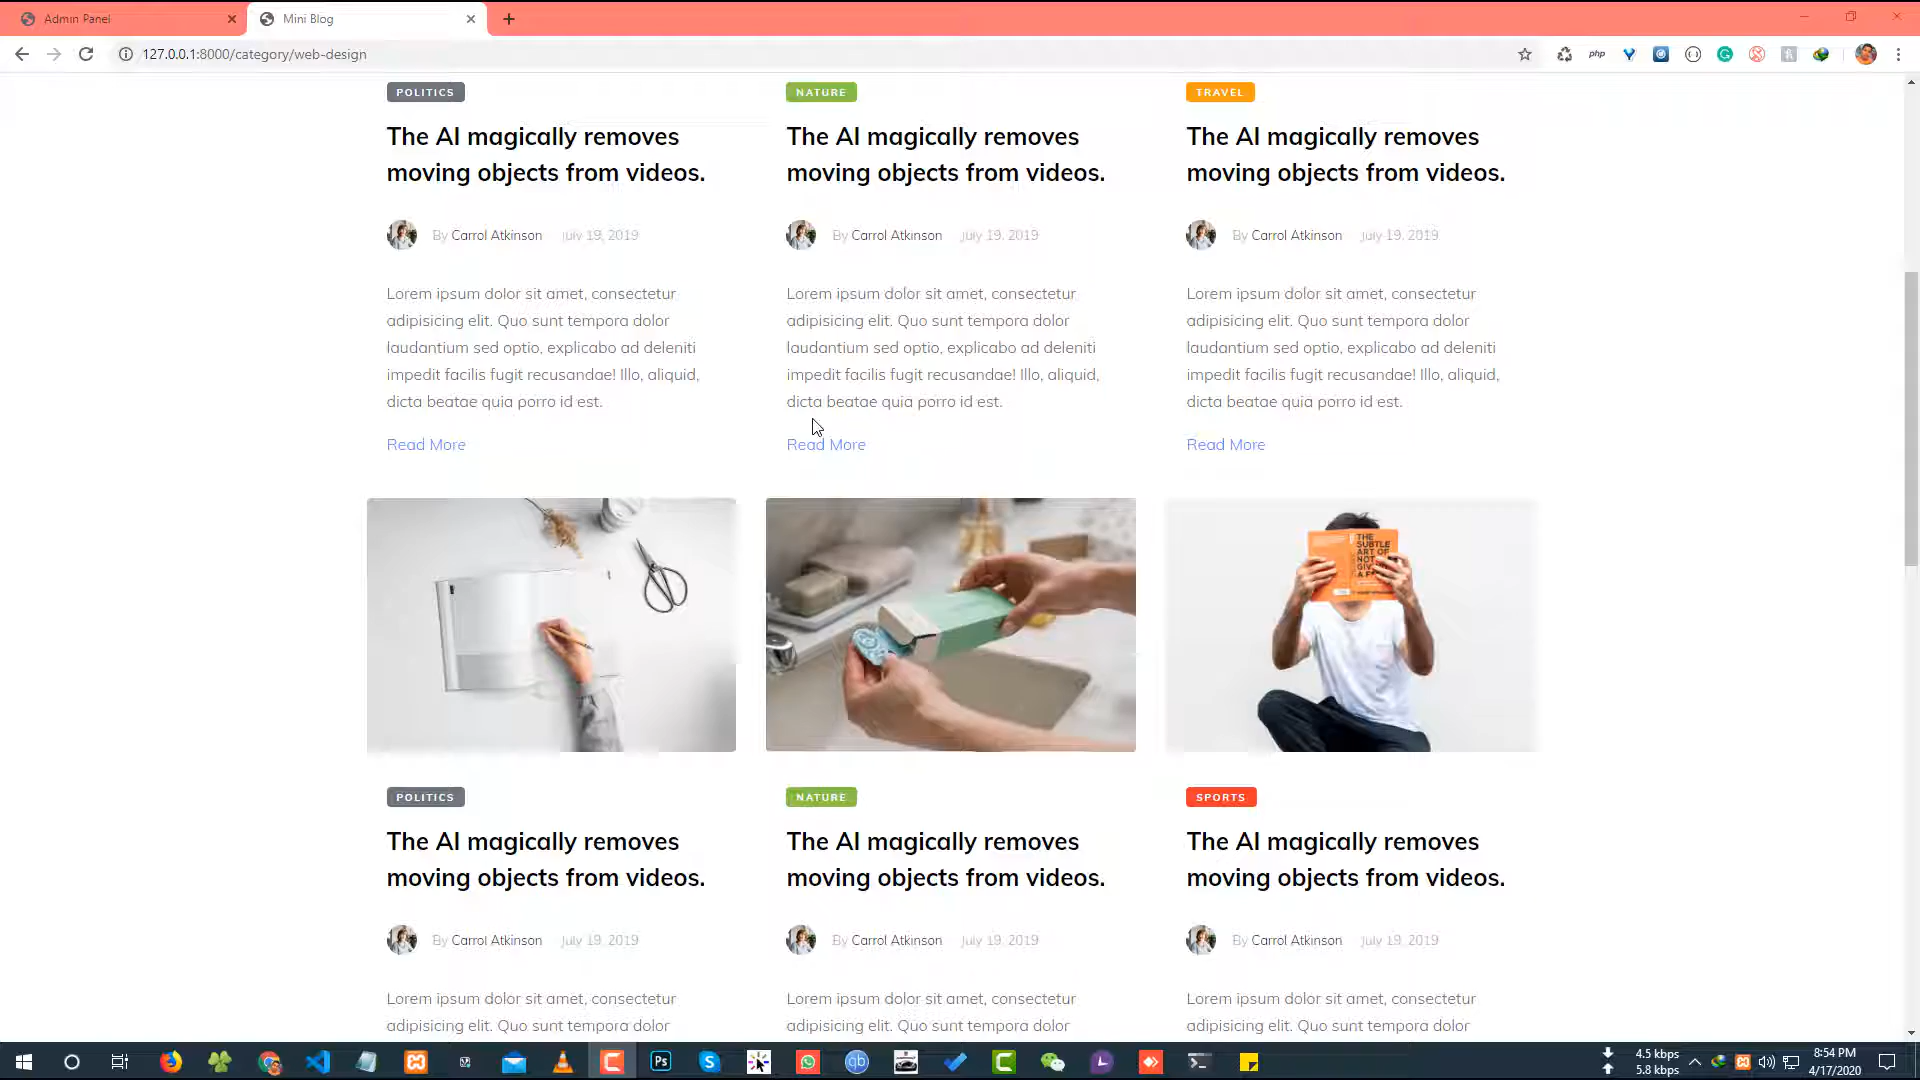 Admin Panel
Mini Blog
127.0.0.1:8000/category/web-design
php
POLITICS
NATURE
TRAVEL
The AI magically removes
moving objects from videos.
The AI magically removes
moving objects from videos.
The AI magically removes
moving objects from videos.
By Carrol Atkinson July 19, 2019
By Carrol Atkinson July 19, 2019
By Carrol Atkinson July 19, 2019
Lorem ipsum dolor sit amet, consectetur
adipisicing elit. Quo sunt tempora dolor
laudantium sed optio, explicabo ad deleniti
impedit facilis fugit recusandae! Illo, aliquid,
dicta beatae quia porro id est.
Lorem ipsum dolor sit amet, consectetur
adipisicing elit. Quo sunt tempora dolor
laudantium sed optio, explicabo ad deleniti
impedit facilis fugit recusandae! Illo, aliquid,
dicta beatae quia porro id est.
Lorem ipsum dolor sit amet, consectetur
adipisicing elit. Quo sunt tempora dolor
laudantium sed optio, explicabo ad deleniti
impedit facilis fugit recusandae! Illo, aliquid,
dicta beatae quia porro id est.
Read More
Read More
Read More
THE
SUBTLE
ART OF
NOT
POLITICS
NATURE
SPORTS
The AI magically removes
moving objects from videos.
The AI magically removes
moving objects from videos.
The AI magically removes
moving objects from videos.
By Carrol Atkinson July 19, 2019
By Carrol Atkinson July 19, 2019
By Carrol Atkinson July 19, 2019
Lorem ipsum dolor sit amet, consectetur
adipisicing elit. Quo sunt tempora dolor
Lorem ipsum dolor sit amet, consectetur
adipisicing elit. Quo sunt tempora dolor
Lorem ipsum dolor sit amet, consectetur
adipisicing elit. Quo sunt tempora dolor
Ps
qb
4.5 kbps
5.8 kbps
8:54 PM
4/17/2020